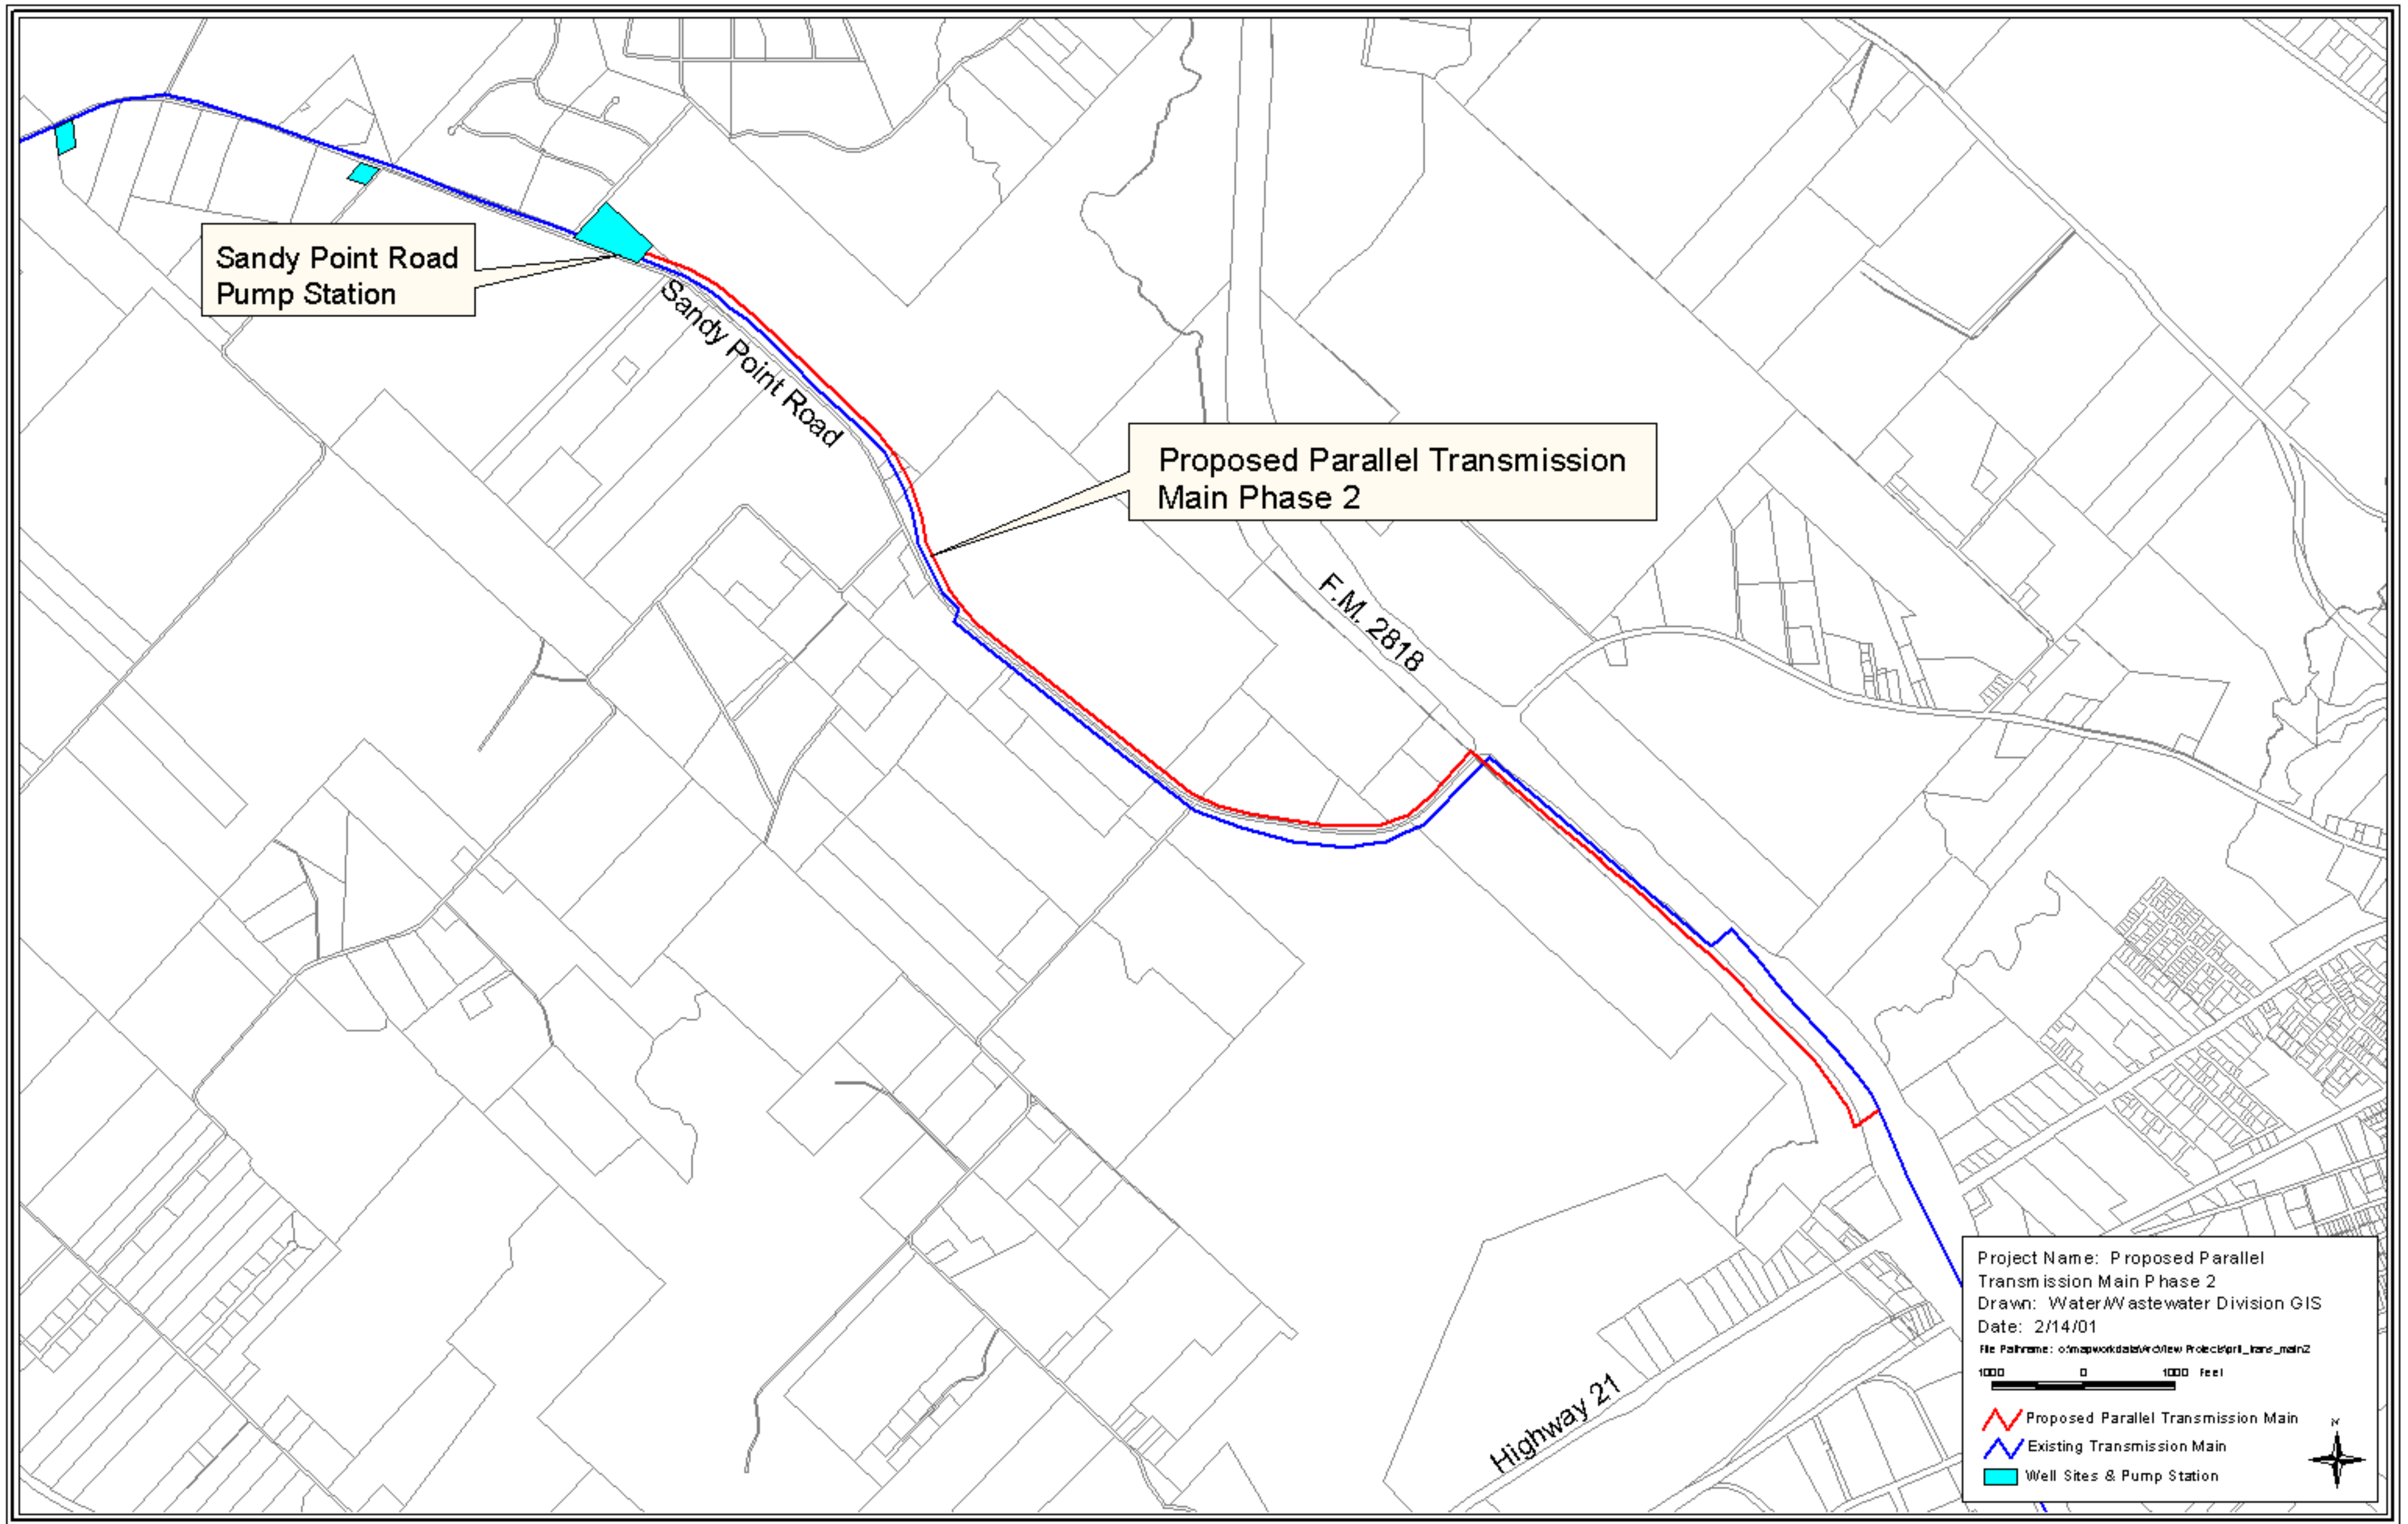 Sandy Point Road
Pump Station
Sandy Point Road
Proposed Parallel Transmission
Main Phase 2
F.M. 2818
Highway 21
Project Name: Proposed Parallel
Transmission Main Phase 2
Drawn: Water/Wastewater Division GIS
Date: 2/14/01
File Pathname:
1000 0 1000 Feet
Proposed Parallel Transmission Main
Existing Transmission Main
Well Sites & Pump Station
N